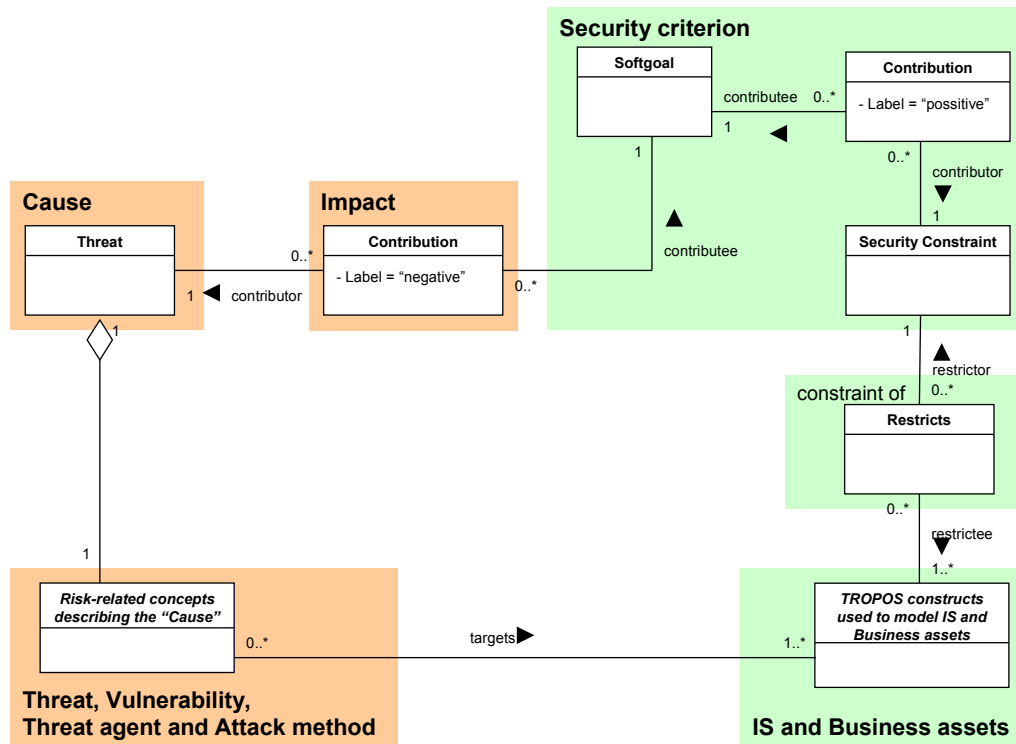 Security criterion
Softgoal
Contribution
- Label = “possitive”
contributee 0..*
1
0..*
contributor
1
1
contributee
Cause
Threat
Impact
Contribution
- Label = “negative”
0..*
1 contributor
0..*
Security Constraint
1
restrictor
constraint of 0..*
Restricts
0..*
restrictee
1..*
1
1
Risk-related concepts
describing the “Cause”
0..*
targets
1..*
TROPOS constructs
used to model IS and
Business assets
Threat, Vulnerability,
Threat agent and Attack method
IS and Business assets